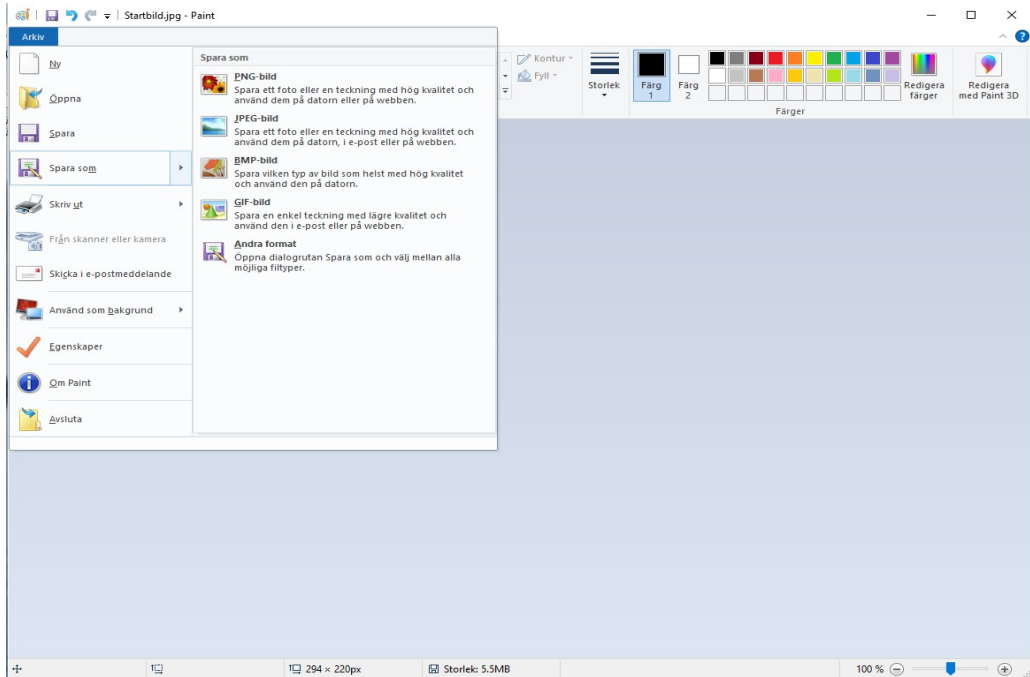 Startbild.jpg - Paint
Arkiv
Ny
Öppna
Spara
Spara som
Skriv ut
Från skanner eller kamera
Skicka i e-postmeddelande
Använd som bakgrund
Egenskaper
Om Paint
Avsluta
Spara som
PNG-bild
Spara ett foto eller en teckning med hög kvalitet och
använd dem på datorn eller på webben.
JPEG-bild
Spara ett foto eller en teckning med hög kvalitet och
använd dem på datorn, i e-post eller på webben.
BMP-bild
Spara vilken typ av bild som helst med hög kvalitet
och använd den på datorn.
GIF-bild
Spara en enkel teckning med lägre kvalitet och
använd den i e-post eller på webben.
Andra format
Öppna dialogrutan Spara som och välj mellan alla
möjliga filtyper.
Kontur
Fyll
Storlek
Färg
1
Färg
2
Redigera
färger
Redigera
med Paint 3D
Färger
294 × 220px
Storlek: 5.5MB
100 %